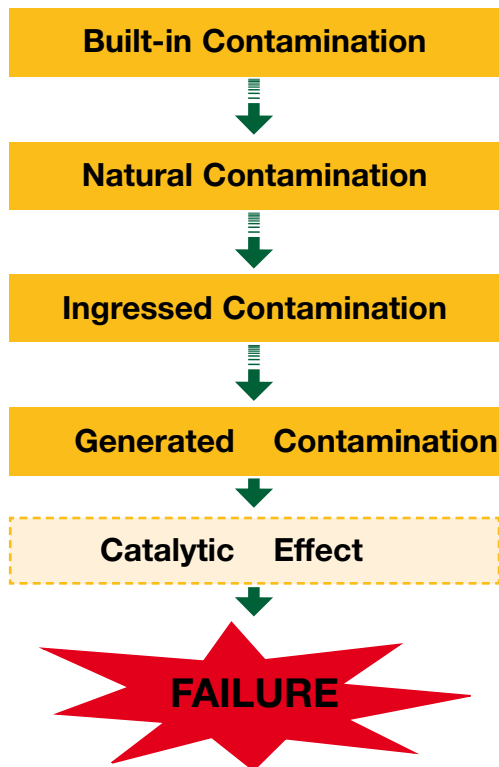 Built-in Contamination
Natural Contamination
Ingressed Contamination
Generated Contamination
Catalytic Effect
FAILURE